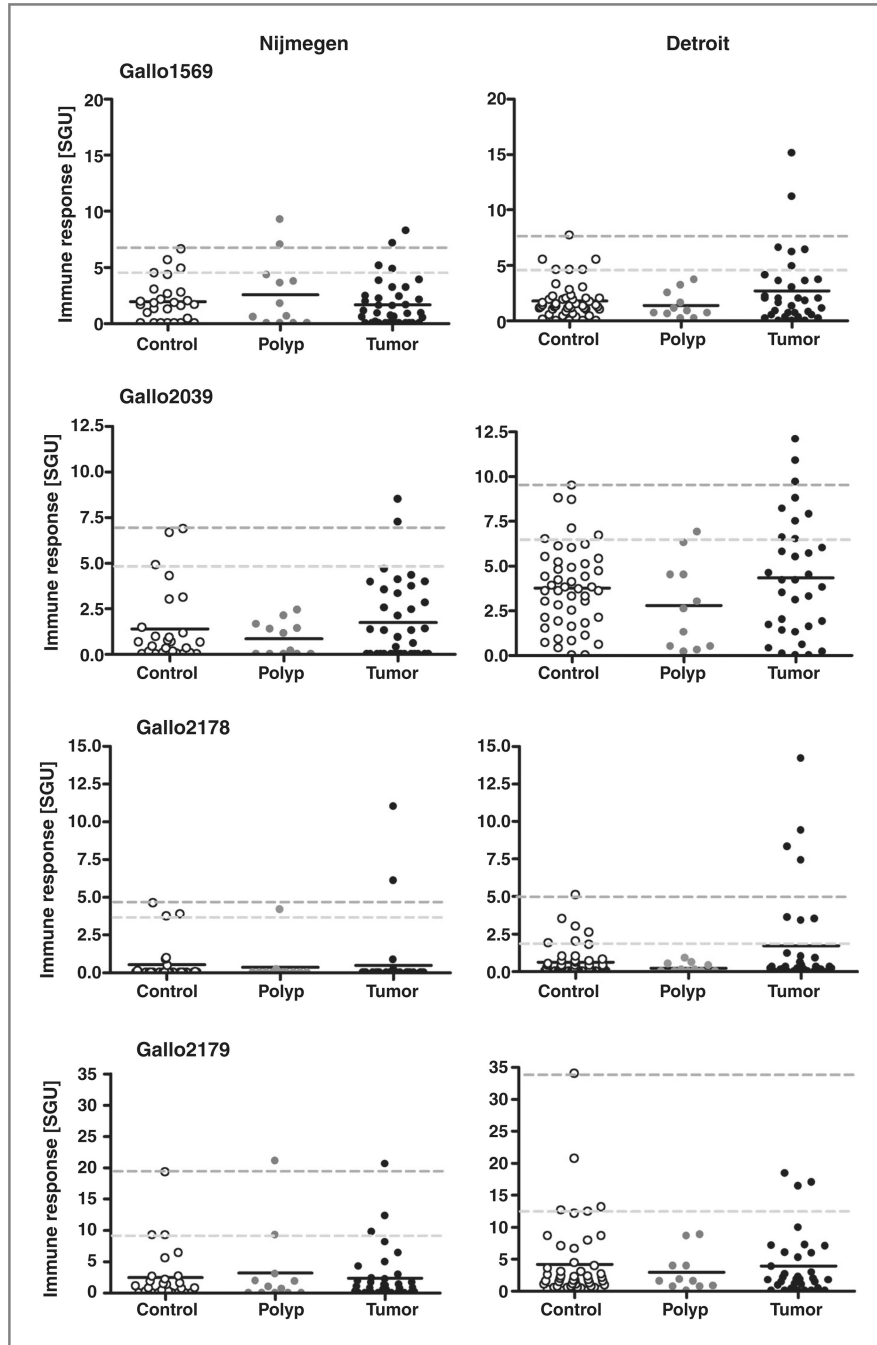 Nijmegen Detroit
Gallo1569
Immune response [SGU]
20 20
15 15
10 10
5 5
0 0
Control Polyp Tumor Control Polyp Tumor
Gallo2039
Immune response [SGU]
12.5 12.5
10.0 10.0
7.5 7.5
5.0 5.0
2.5 2.5
0.0 0.0
Control Polyp Tumor Control Polyp Tumor
Gallo2178
Immune response [SGU]
15.0 15.0
12.5 12.5
10.0 10.0
7.5 7.5
5.0 5.0
2.5 2.5
0.0 0.0
Control Polyp Tumor Control Polyp Tumor
Gallo2179
Immune response [SGU]
35 35
30 30
25 25
20 20
15 15
10 10
5 5
0 0
Control Polyp Tumor Control Polyp Tumor